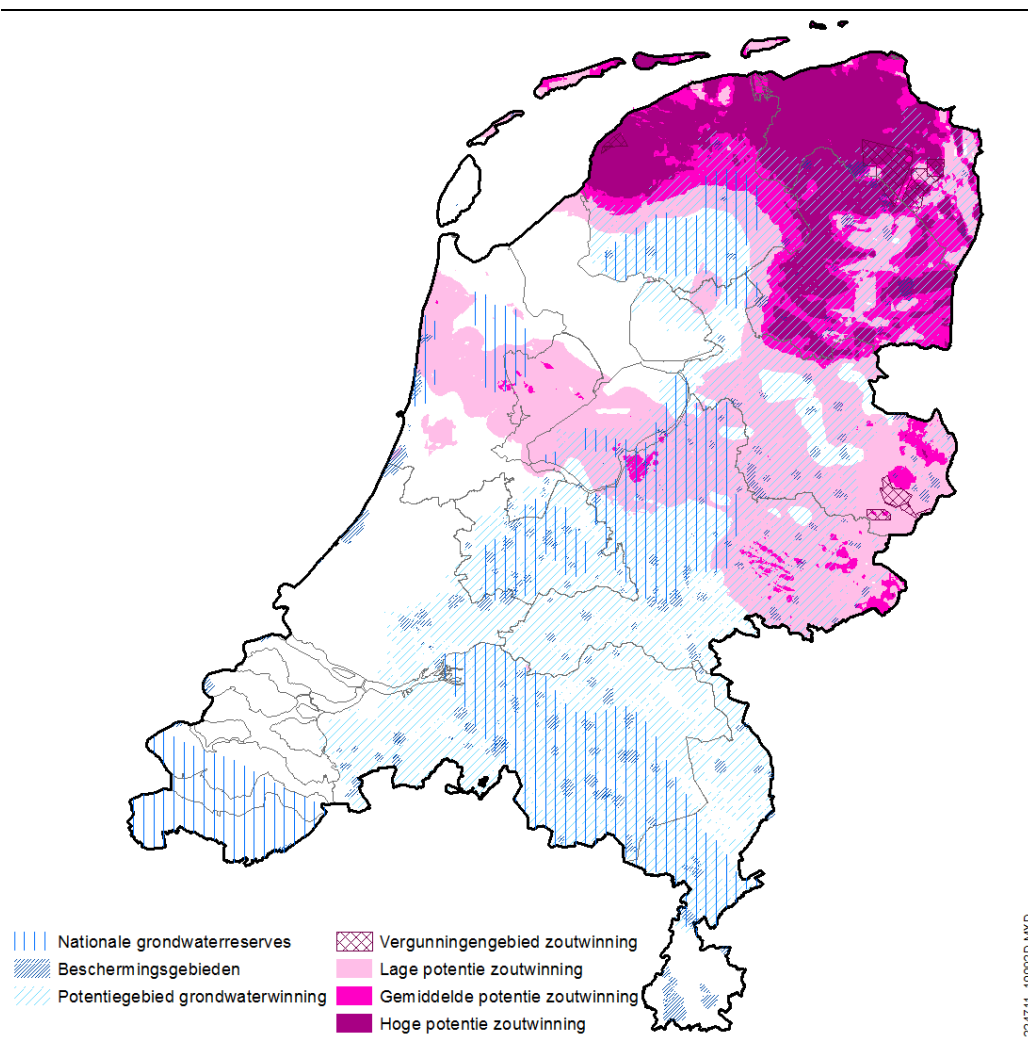 Nationale grondwaterreserves
Beschermingsgebieden
Potentiegebied grondwaterwinning
Vergunningengebied zoutwinning
Lage potentie zoutwinning
Gemiddelde potentie zoutwinning
Hoge potentie zoutwinning